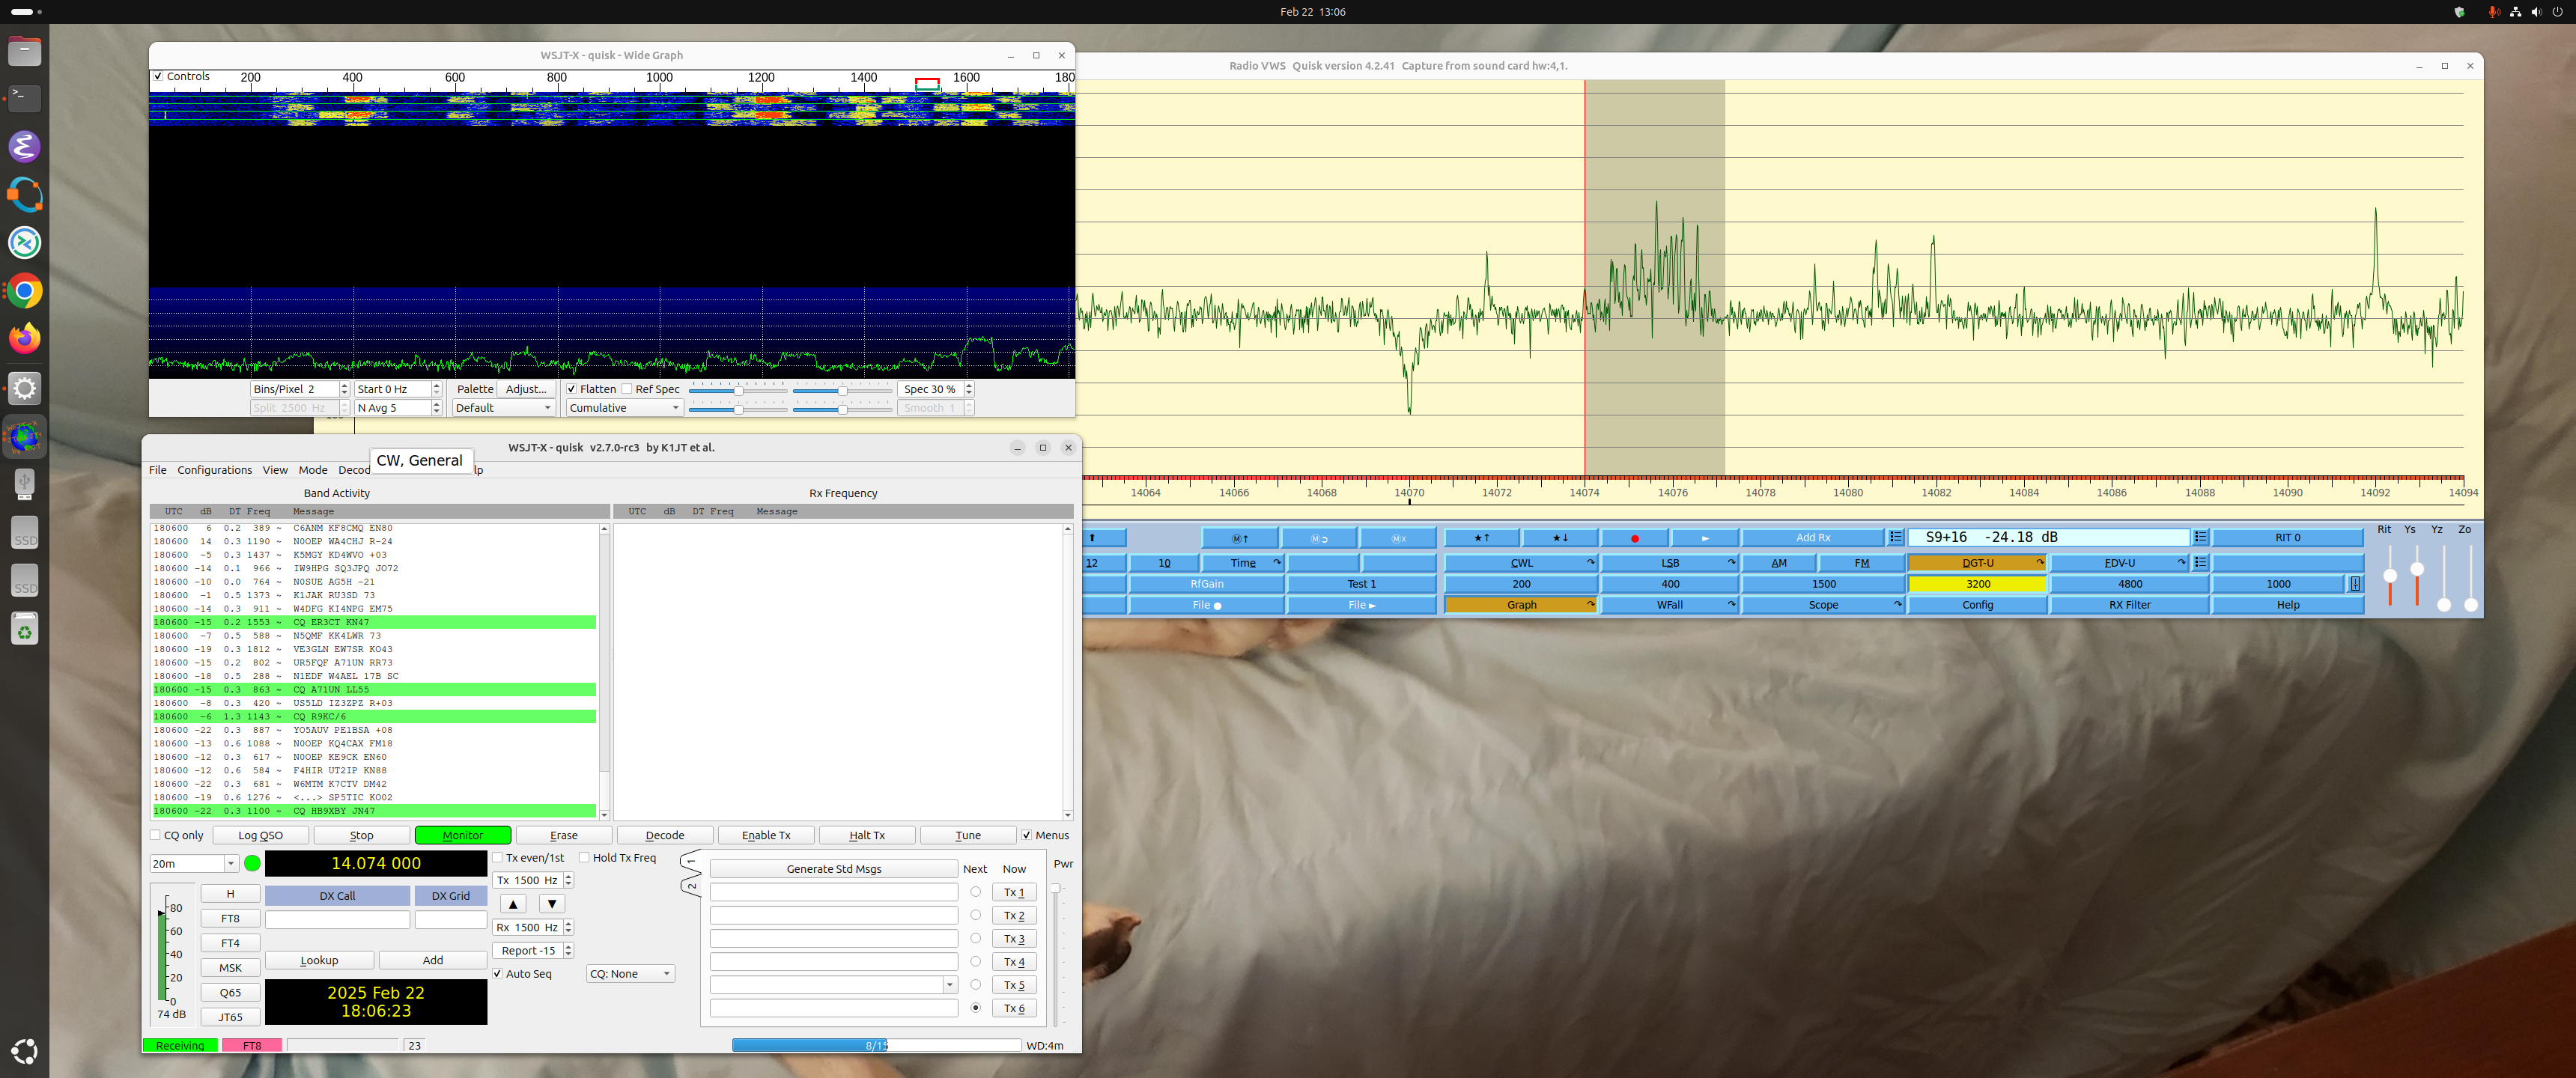 Feb 22 13:06
WSJT-X - quisk - Wide Graph
Controls 200 400 600 800 1000 1200 1400 1600 1800
Bins/Pixel 2 Start 0 Hz Palette Adjust... Flatten Ref Spec Spec 30 %
Split 2500 Hz N Avg 5 Default Cumulative Smooth 1
Radio VWS Quisk version 4.2.41 Capture from sound card hw:4,1.
14064 14066 14068 14070 14072 14074 14076 14078 14080 14082 14084 14086 14088 14090 14092 14094
Add Rx S9+16 -24.18 dB RIT 0 Rit Ys Yz Zo
12 10 Time CWL LSB AM FM DGT-U FDV-U
RfGain Test 1 200 400 1500 3200 4800 1000
File ● File ► Graph WFall Scope Config RX Filter Help
WSJT-X - quisk v2.7.0-rc3 by K1JT et al.
CW, General
File Configurations View Mode Decod lp
Band Activity
UTC dB DT Freq Message
180600 6 0.2 389 ~ C6ANM KF8CMQ EN80
180600 14 0.3 1190 ~ N0OEP WA4CHJ R-24
180600 -5 0.3 1437 ~ K5MGY KD4WVO +03
180600 -14 0.1 966 ~ IW9HPG SQ3JPQ JO72
180600 -10 0.0 764 ~ N0SUE AG5H -21
180600 -1 0.5 1373 ~ K1JAK RU3SD 73
180600 -14 0.3 911 ~ W4DFG KI4NPG EM75
180600 -15 0.2 1553 ~ CQ ER3CT KN47
180600 -7 0.5 588 ~ N5QMF KK4LWR 73
180600 -19 0.3 1812 ~ VE3GLN EW7SR KO43
180600 -15 0.2 802 ~ UR5FQF A71UN RR73
180600 -18 0.5 288 ~ N1EDF W4AEL 17B SC
180600 -15 0.3 863 ~ CQ A71UN LL55
180600 -8 0.3 420 ~ US5LD IZ3ZPZ R+03
180600 -6 1.3 1143 ~ CQ R9KC/6
180600 -22 0.3 887 ~ YO5AUV PE1BSA +08
180600 -13 0.6 1088 ~ N0OEP KQ4CAX FM18
180600 -12 0.3 617 ~ N0OEP KE9CK EN60
180600 -12 0.6 584 ~ F4HIR UT2IP KN88
180600 -22 0.3 681 ~ W6MTM K7CTV DM42
180600 -19 0.6 1276 ~ <...> SP5TIC KO02
180600 -22 0.3 1100 ~ CQ HB9XBY JN47
Rx Frequency
UTC dB DT Freq Message
CQ only Log QSO Stop Monitor Erase Decode Enable Tx Halt Tx Tune Menus
20m 14.074 000 Tx even/1st Hold Tx Freq
Tx 1500 Hz
DX Call DX Grid
Rx 1500 Hz
Report -15
Lookup Add Auto Seq CQ: None
2025 Feb 22
18:06:23
80
60
40
20
0
74 dB
H
FT8
FT4
MSK
Q65
JT65
1
2
Generate Std Msgs Next Now Pwr
Tx 1
Tx 2
Tx 3
Tx 4
Tx 5
Tx 6
Receiving FT8 23 8/15 WD:4m
SSD
SSD